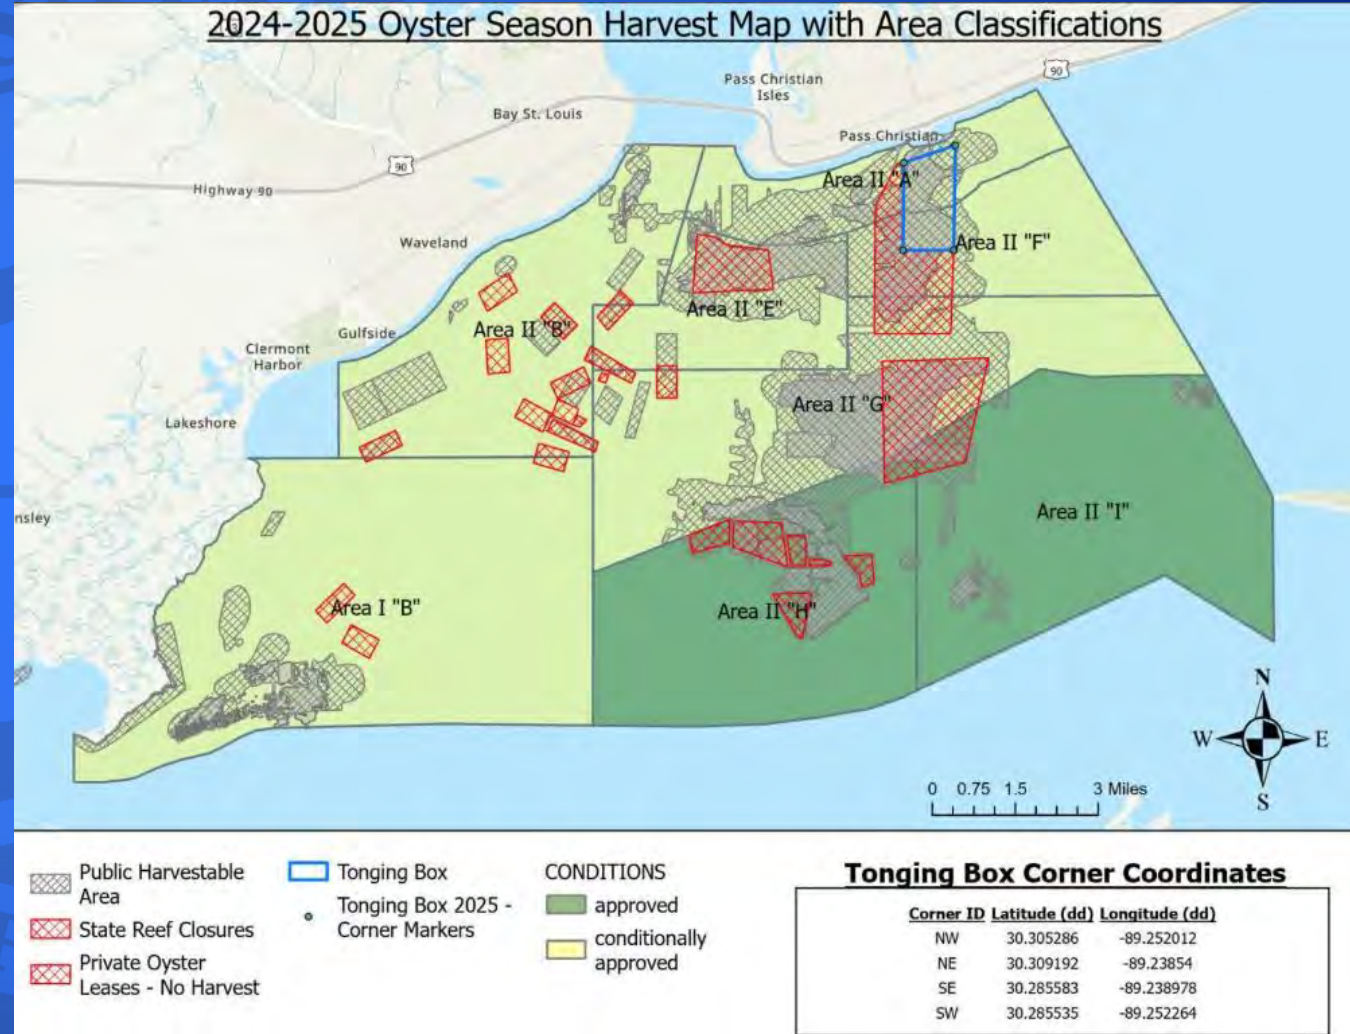 2024-2025 Oyster Season Harvest Map with Area Classifications
90
Pass Christian
Isles
Bay St. Louis
Pass Christian
90
Highway 90
Area II "A"
Waveland
Area II "F"
Area II "E"
Area II "B"
Gulfside
Clermont
Harbor
Area II "G"
Lakeshore
Area II "I"
nsley
Area I "B"
Area II "H"
N
W
E
S
0 0.75 1.5 3 Miles
Public Harvestable
Area
State Reef Closures
Private Oyster
Leases - No Harvest
Tonging Box
Tonging Box 2025 -
Corner Markers
CONDITIONS
approved
conditionally
approved
Tonging Box Corner Coordinates
Corner ID Latitude (dd) Longitude (dd)
NW 30.305286 -89.252012
NE 30.309192 -89.23854
SE 30.285583 -89.238978
SW 30.285535 -89.252264